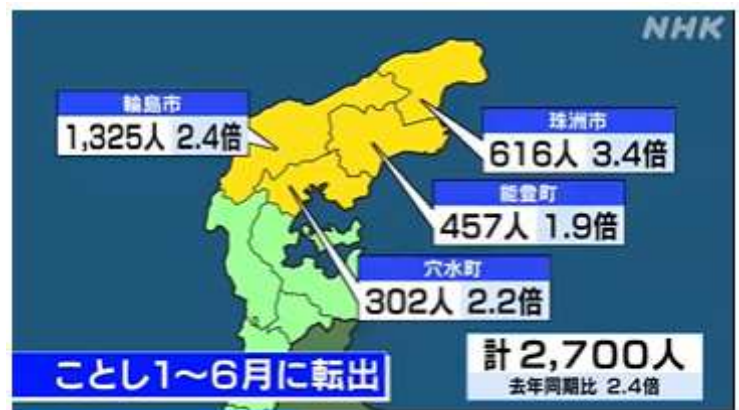 NHK
輪島市
1,325人 2.4倍
珠洲市
616人 3.4倍
能登町
457人 1.9倍
穴水町
302人 2.2倍
ことし1～6月に転出
計2,700人
去年同期比 2.4倍